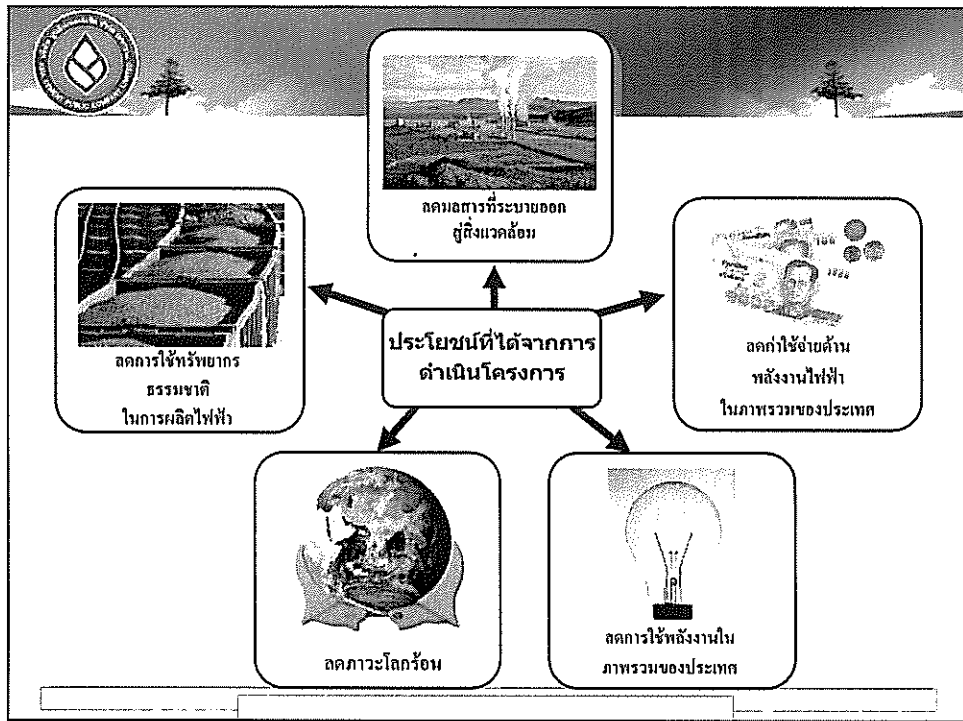 ลดมลสารที่ระบายออก
สู่สิ่งแวดล้อม
ลดการใช้ทรัพยากร
ธรรมชาติ
ในการผลิตไฟฟ้า
ประโยชน์ที่ได้จากการ
ดำเนินโครงการ
ลดค่าใช้จ่ายด้าน
พลังงานไฟฟ้า
ในภาพรวมของประเทศ
ลดภาวะโลกร้อน
ลดการใช้พลังงานใน
ภาพรวมของประเทศ